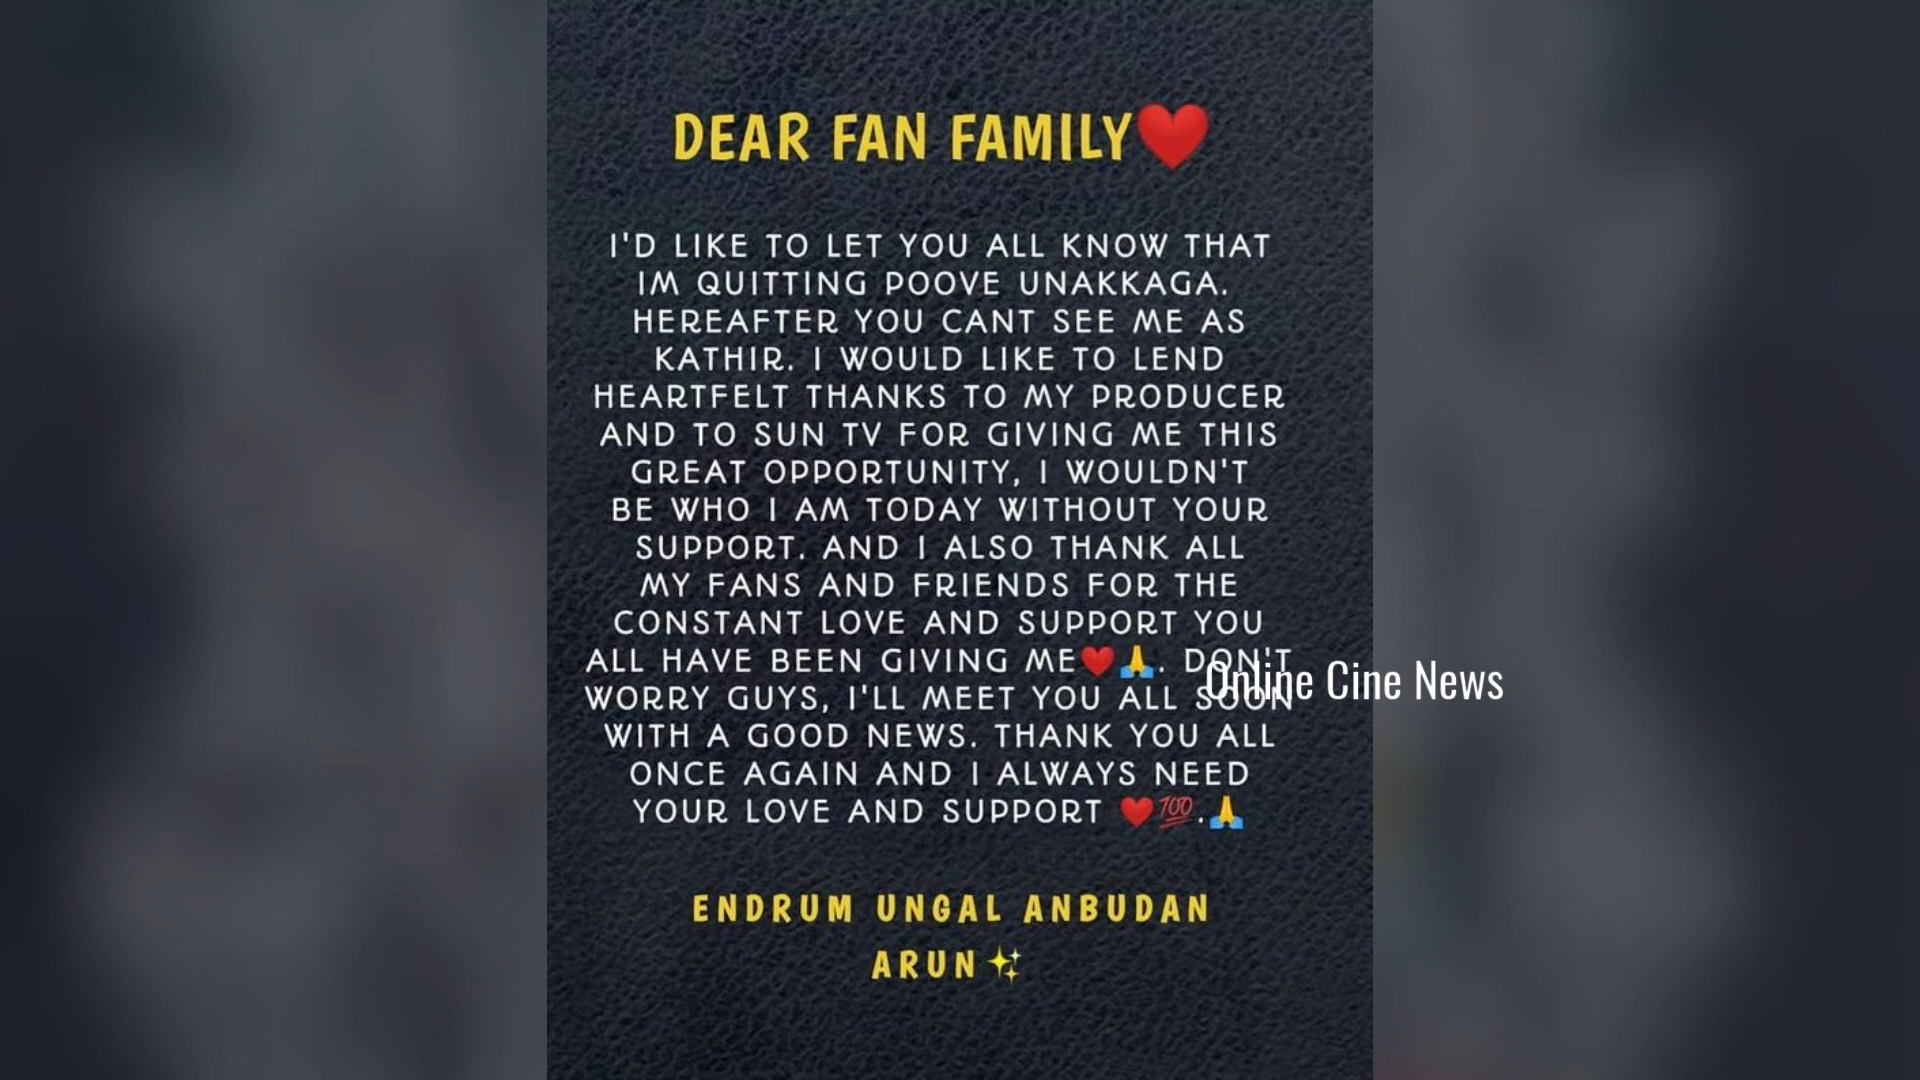 DEAR FAN FAMILY❤️
I'D LIKE TO LET YOU ALL KNOW THAT
IM QUITTING POOVE UNAKKAGA.
HEREAFTER YOU CANT SEE ME AS
KATHIR. I WOULD LIKE TO LEND
HEARTFELT THANKS TO MY PRODUCER
AND TO SUN TV FOR GIVING ME THIS
GREAT OPPORTUNITY, I WOULDN'T
BE WHO I AM TODAY WITHOUT YOUR
SUPPORT. AND I ALSO THANK ALL
MY FANS AND FRIENDS FOR THE
CONSTANT LOVE AND SUPPORT YOU
ALL HAVE BEEN GIVING ME❤️🙏. DON'T
WORRY GUYS, I'LL MEET YOU ALL SOON
WITH A GOOD NEWS. THANK YOU ALL
ONCE AGAIN AND I ALWAYS NEED
YOUR LOVE AND SUPPORT ❤️💯.🙏
ENDRUM UNGAL ANBUDAN
ARUN✨
Online Cine News